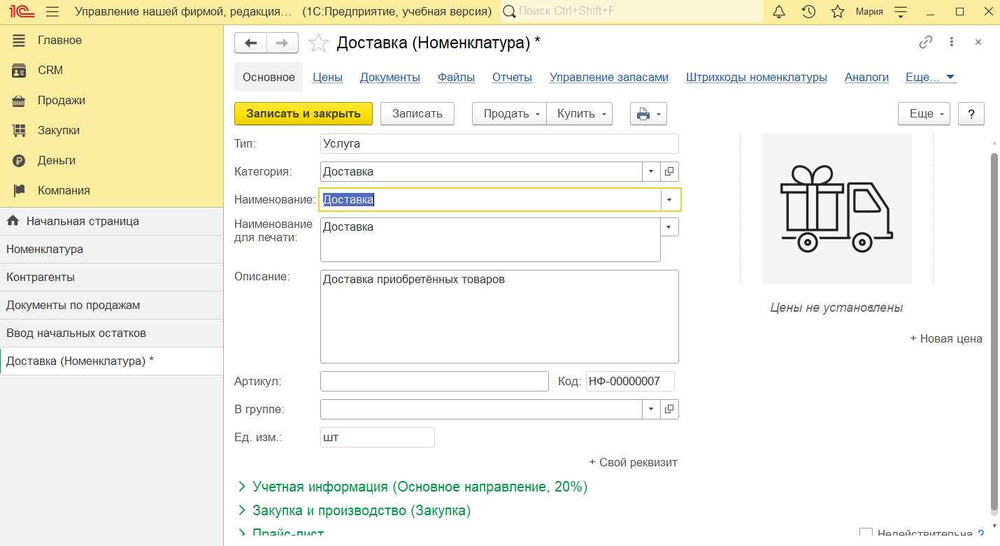 1С Управление нашей фирмой, редакция... (1С:Предприятие, учебная версия) Поиск Ctrl+Shift+F Мария
Главное
CRM
Продажи
Закупки
Деньги
Компания
Начальная страница
Номенклатура
Контрагенты
Документы по продажам
Ввод начальных остатков
Доставка (Номенклатура) *
Доставка (Номенклатура) *
Основное Цены Документы Файлы Отчеты Управление запасами Штрихкоды номенклатуры Аналоги Еще...
Записать и закрыть Записать Продать Купить Еще ?
Тип: Услуга
Категория: Доставка
Наименование: Доставка
Наименование для печати: Доставка
Описание: Доставка приобретённых товаров
Цены не установлены
+ Новая цена
Артикул: Код: НФ-00000007
В группе:
Ед. изм.: шт
+ Свой реквизит
Учетная информация (Основное направление, 20%)
Закупка и производство (Закупка)
Прайс-лист
Недействительна ?